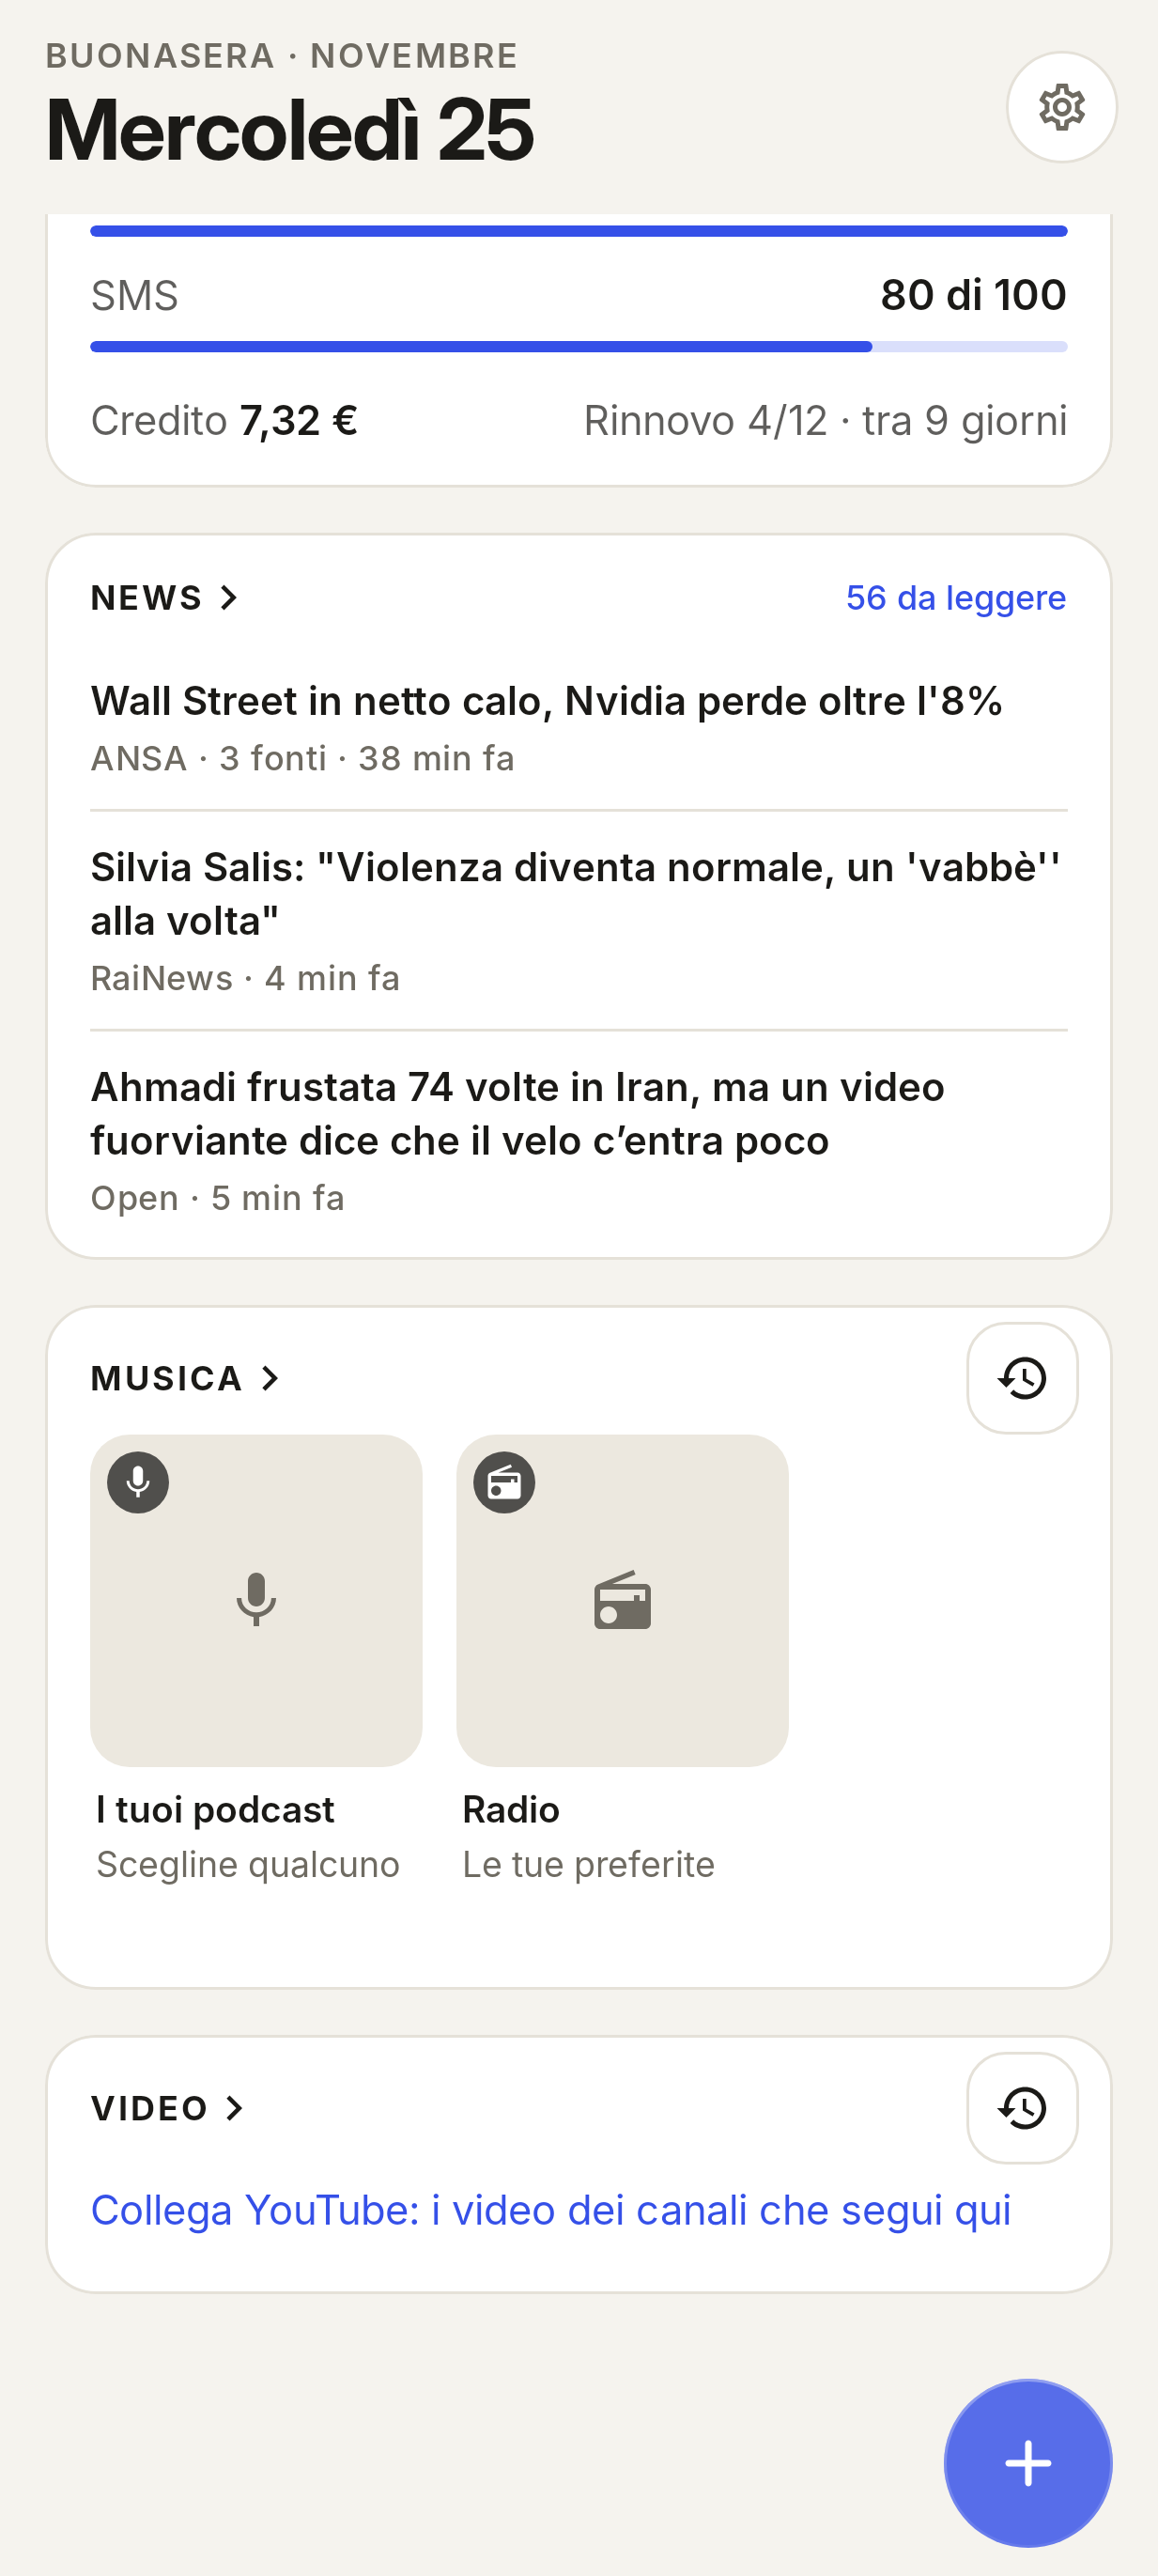 BUONASERA · NOVEMBRE
Mercoledì 25
SMS
80 di 100
Credito 7,32 €
Rinnovo 4/12 · tra 9 giorni
NEWS
56 da leggere
Wall Street in netto calo, Nvidia perde oltre l'8%
ANSA · 3 fonti · 38 min fa
Silvia Salis: "Violenza diventa normale, un 'vabbè''
alla volta"
RaiNews · 4 min fa
Ahmadi frustata 74 volte in Iran, ma un video
fuorviante dice che il velo c’entra poco
Open · 5 min fa
MUSICA
I tuoi podcast
Scegline qualcuno
Radio
Le tue preferite
VIDEO
Collega YouTube: i video dei canali che segui qui